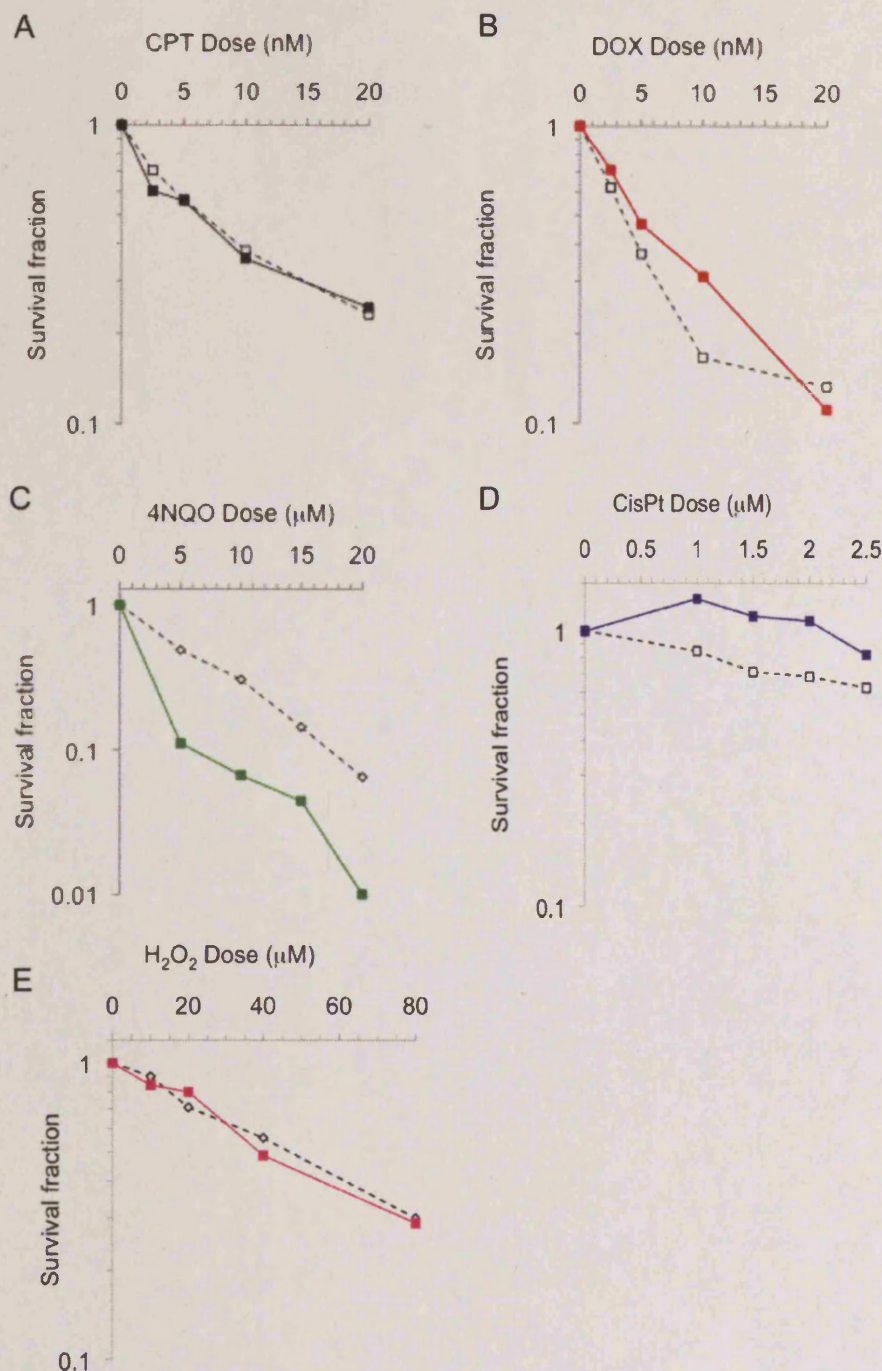 A
CPT Dose (nM)
0 5 10 15 20
1
Survival fraction
0.1
B
DOX Dose (nM)
0 5 10 15 20
1
Survival fraction
0.1
C
4NQO Dose (μM)
0 5 10 15 20
1
0.1
Survival fraction
0.01
D
CisPt Dose (μM)
0 0.5 1 1.5 2 2.5
1
Survival fraction
0.1
E
H₂O₂ Dose (μM)
0 20 40 60 80
1
Survival fraction
0.1